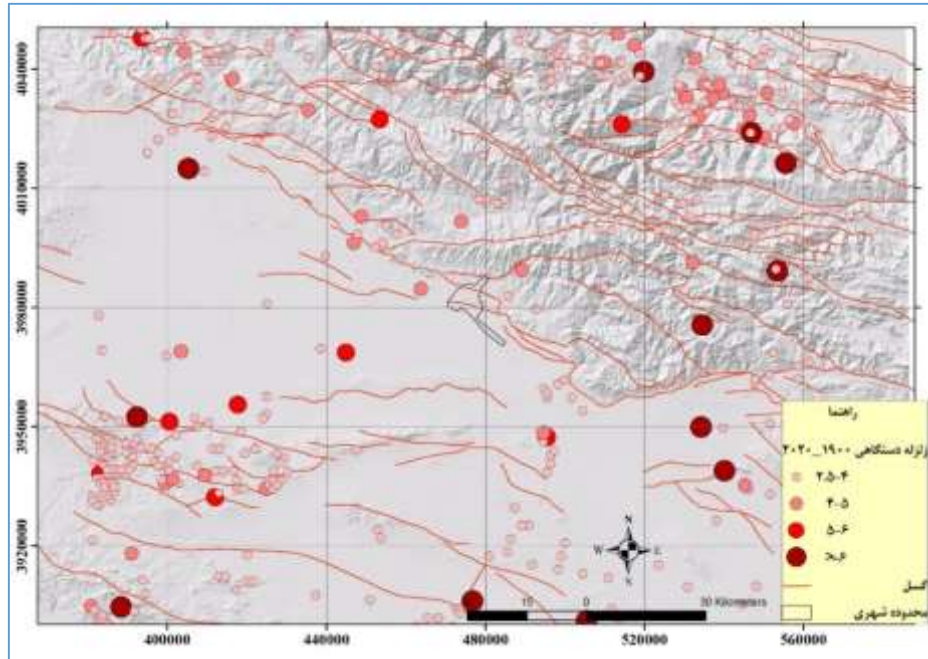 4040000
4010000
3980000
3950000
3920000
400000 440000 480000 520000 560000
N
W E
S
15 0 30 Kilometers
راهنما
زلزله دستگاهی ۱۹۰۰_۲۰۲۰
۲.۵-۴
۴-۵
۵-۶
>۶
گسل
محدوده شهری